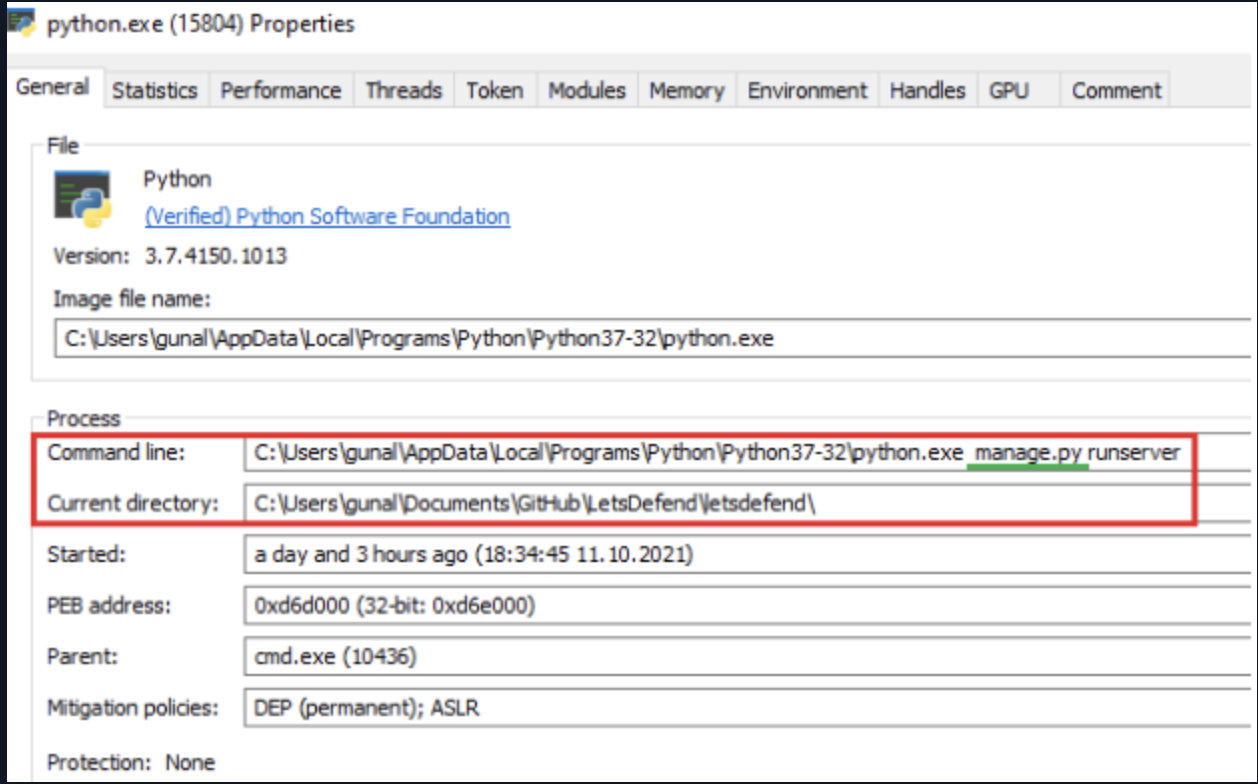 python.exe (15804) Properties
General Statistics Performance Threads Token Modules Memory Environment Handles GPU Comment
File
Python
(Verified) Python Software Foundation
Version: 3.7.4150.1013
Image file name:
C:\Users\gunal\AppData\Local\Programs\Python\Python37-32\python.exe
Process
Command line: C:\Users\gunal\AppData\Local\Programs\Python\Python37-32\python.exe manage.py runserver
Current directory: C:\Users\gunal\Documents\GitHub\LetsDefend\letsdefend\
Started: a day and 3 hours ago (18:34:45 11.10.2021)
PEB address: 0xd6d000 (32-bit: 0xd6e000)
Parent: cmd.exe (10436)
Mitigation policies: DEP (permanent); ASLR
Protection: None